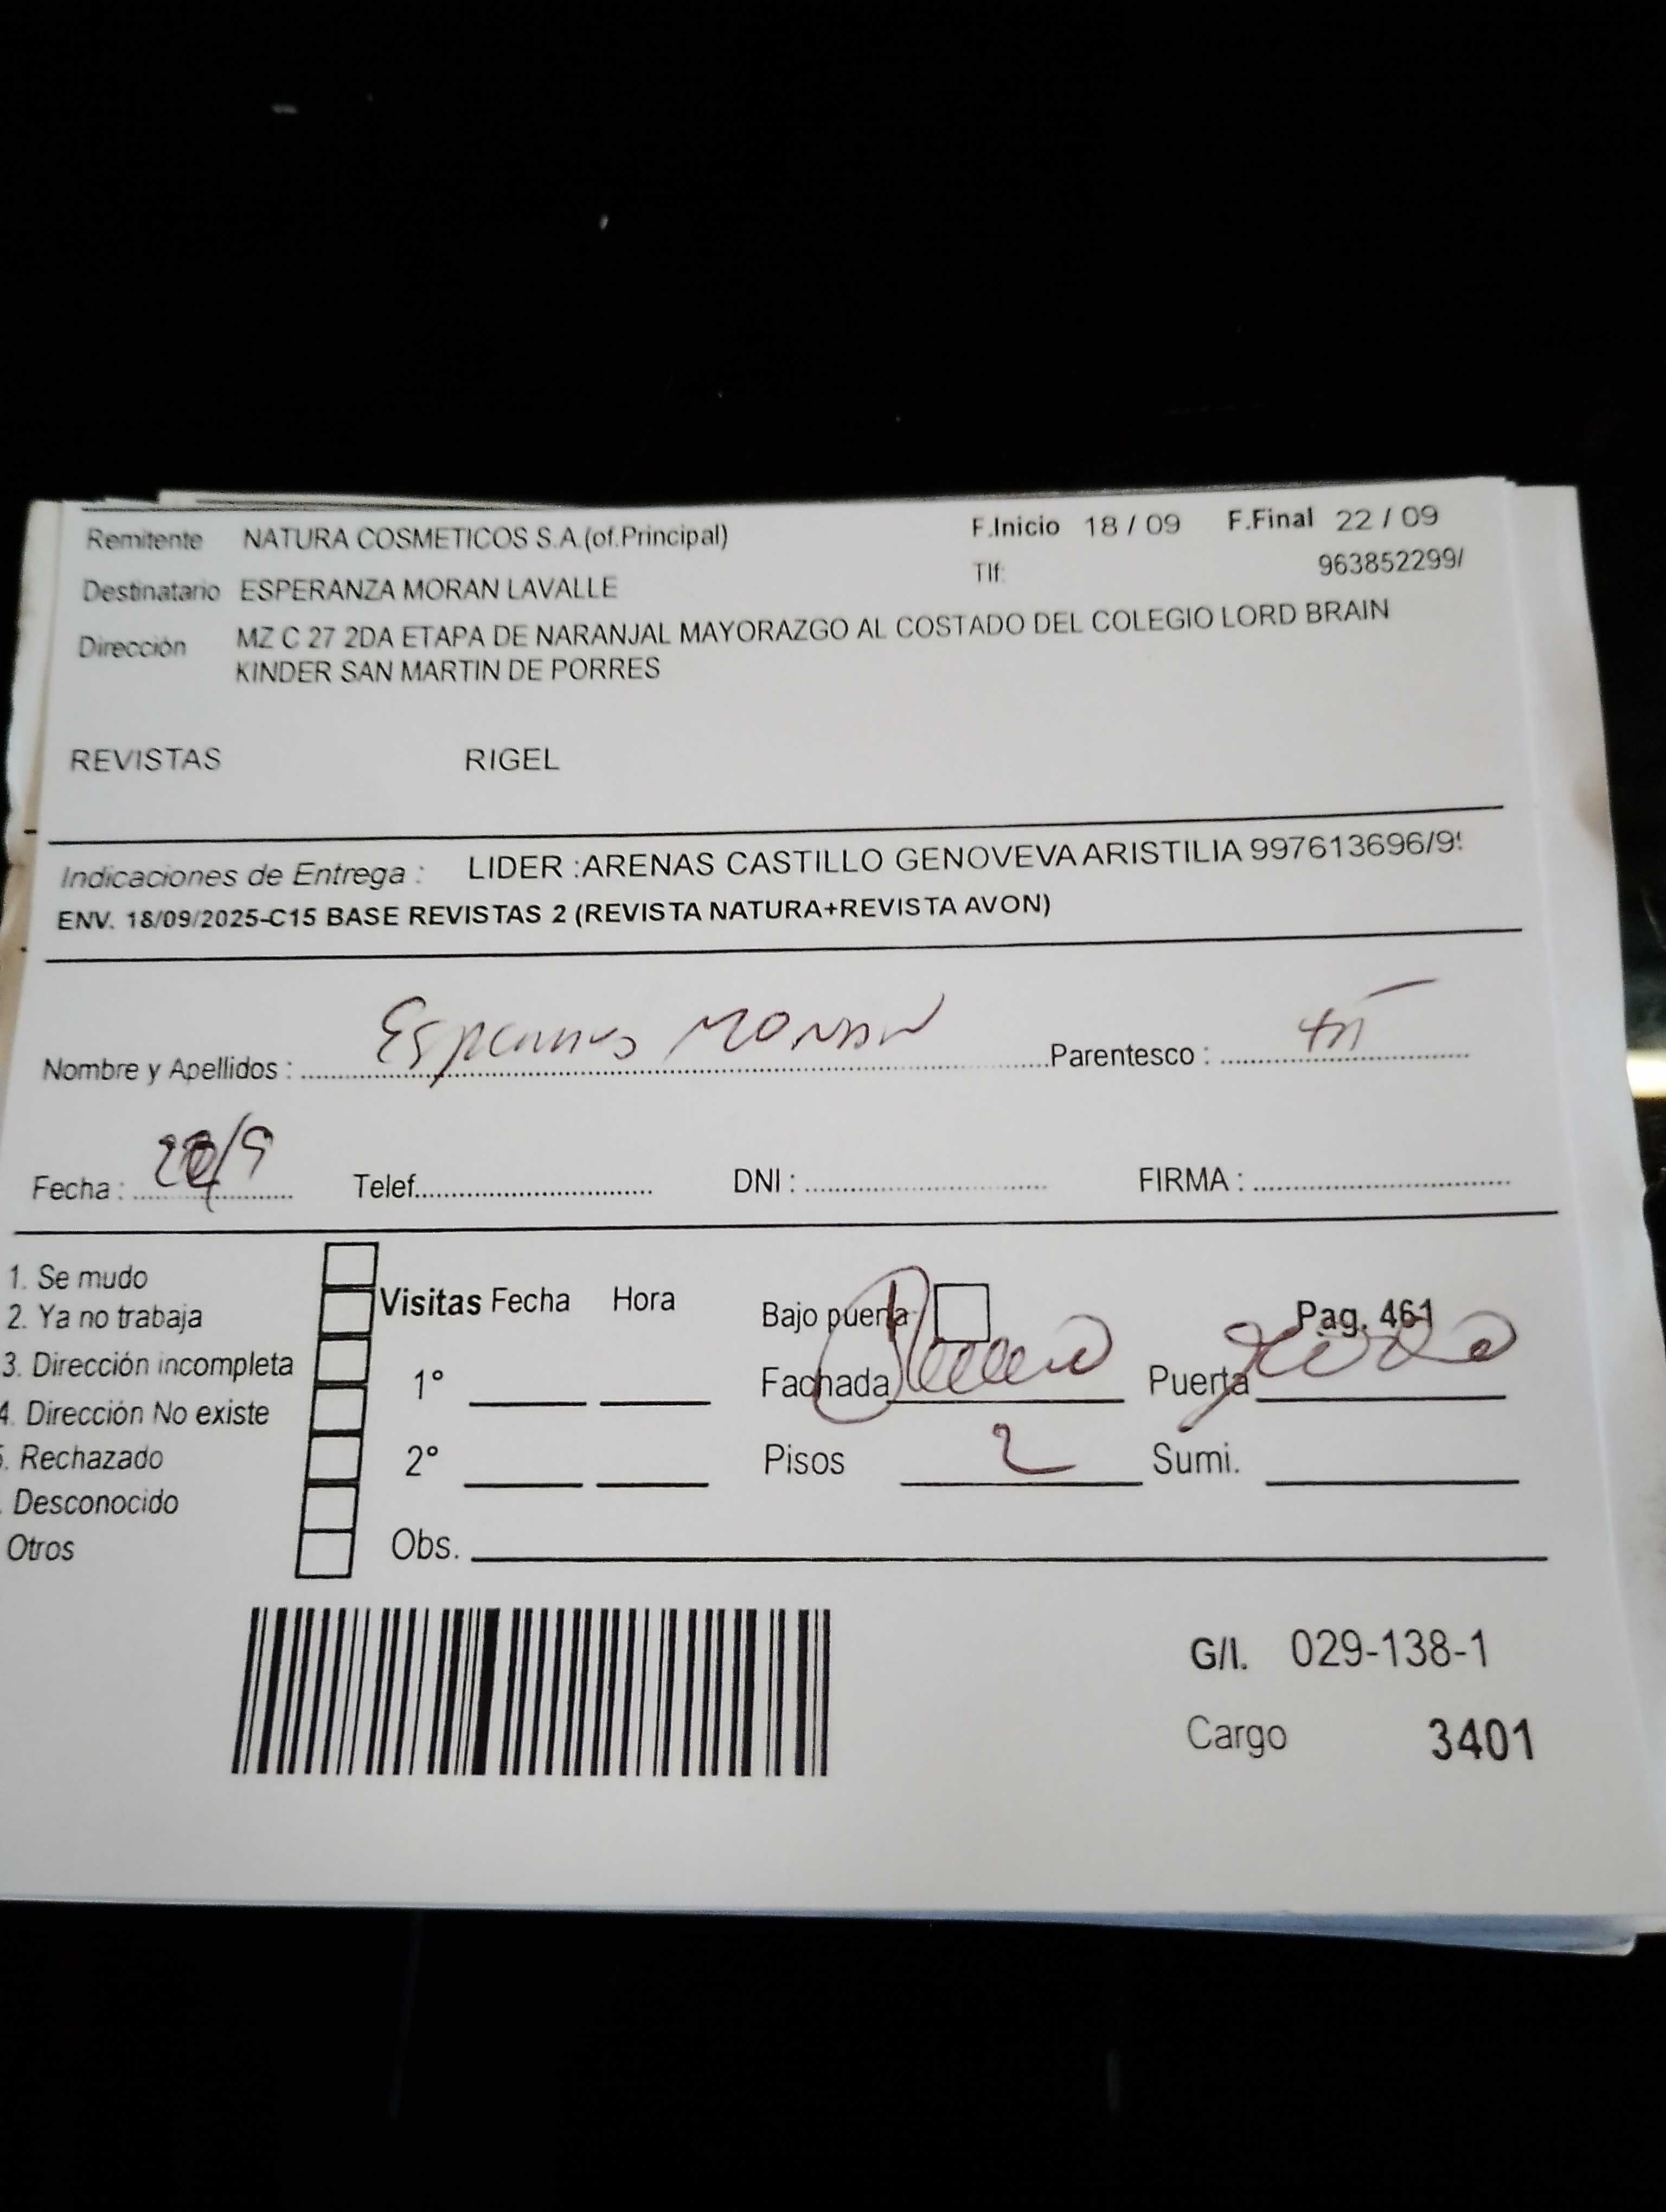 Remitente NATURA COSMETICOS S.A.(of.Principal) F.Inicio 18 / 09 F.Final 22 / 09
Destinatario ESPERANZA MORAN LAVALLE Tlf: 963852299/
Dirección MZ C 27 2DA ETAPA DE NARANJAL MAYORAZGO AL COSTADO DEL COLEGIO LORD BRAIN
KINDER SAN MARTIN DE PORRES
REVISTAS RIGEL
Indicaciones de Entrega : LIDER :ARENAS CASTILLO GENOVEVA ARISTILIA 997613696/9
ENV. 18/09/2025-C15 BASE REVISTAS 2 (REVISTA NATURA+REVISTA AVON)
Nombre y Apellidos : Esperanza MORAN Parentesco :
Fecha : Telef. DNI : FIRMA :
1. Se mudo
2. Ya no trabaja
3. Dirección incompleta
4. Dirección No existe
. Rechazado
. Desconocido
Otros
Visitas Fecha Hora
1°
2°
Obs.
Bajo puerta Pag. 461
Fachada Puerta
Pisos 2 Sumi.
G/I. 029-138-1
Cargo 3401